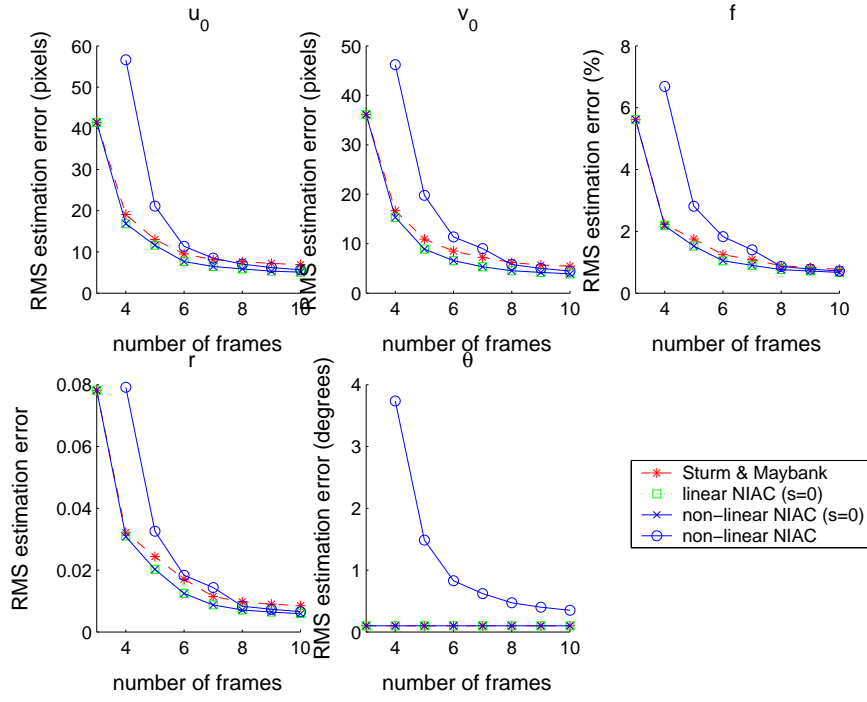 u0
RMS estimation error (pixels)
60
50
40
30
20
10
0
4 6 8 10
number of frames
v0
RMS estimation error (pixels)
50
40
30
20
10
0
4 6 8 10
number of frames
f
RMS estimation error (%)
8
6
4
2
0
4 6 8 10
number of frames
r
RMS estimation error
0.08
0.06
0.04
0.02
0
4 6 8 10
number of frames
θ
RMS estimation error (degrees)
4
3
2
1
0
4 6 8 10
number of frames
Sturm & Maybank
linear NIAC (s=0)
non−linear NIAC (s=0)
non−linear NIAC